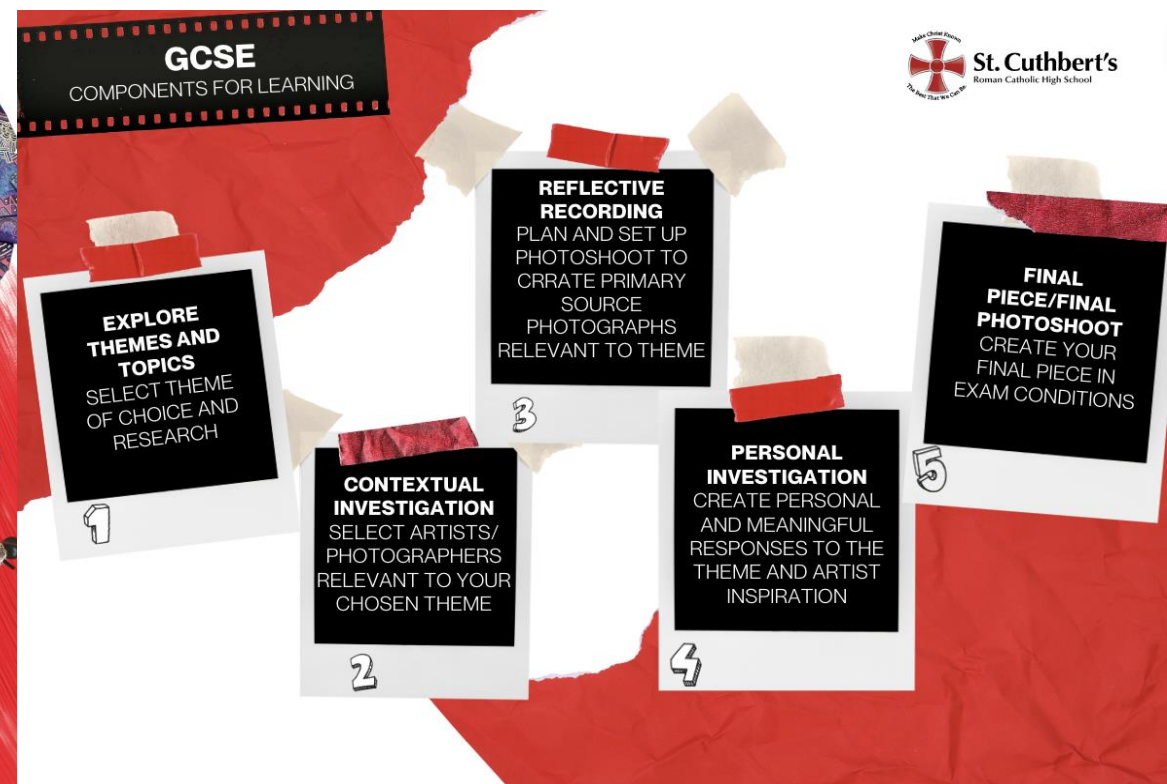 GCSE
COMPONENTS FOR LEARNING
Make Christ Known
St. Cuthbert's
Roman Catholic High School
The Best That We Can Be
EXPLORE
THEMES AND
TOPICS
SELECT THEME
OF CHOICE AND
RESEARCH
1
CONTEXTUAL
INVESTIGATION
SELECT ARTISTS/
PHOTOGRAPHERS
RELEVANT TO YOUR
CHOSEN THEME
2
REFLECTIVE
RECORDING
PLAN AND SET UP
PHOTOSHOOT TO
CRRATE PRIMARY
SOURCE
PHOTOGRAPHS
RELEVANT TO THEME
3
PERSONAL
INVESTIGATION
CREATE PERSONAL
AND MEANINGFUL
RESPONSES TO THE
THEME AND ARTIST
INSPIRATION
4
FINAL
PIECE/FINAL
PHOTOSHOOT
CREATE YOUR
FINAL PIECE IN
EXAM CONDITIONS
5